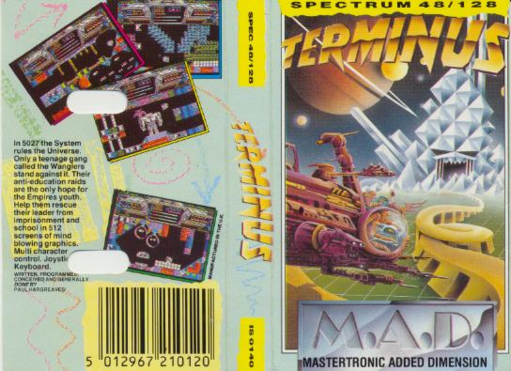 In 5027 the System
rules the Universe.
Only a teenage gang
called the Wanglers
stand against it. Their
anti-education raids
are the only hope for
the Empires youth.
Help them rescue
their leader from
imprisonment and
school in 512
screens of mind
blowing graphics.
Multi character
control. Joystic
Keyboard.
WRITTEN, PROGRAMMED
CONCEIVED AND GENERALLY
DONE BY
PAUL HARGREAVES
MANUFACTURED IN THE U.K.
5 012967 210120
SPEC 48/128
TERMINUS
IS 0140
SPECTRUM 48/128
TERMINUS
M.A.D.
MASTERTRONIC ADDED DIMENSION